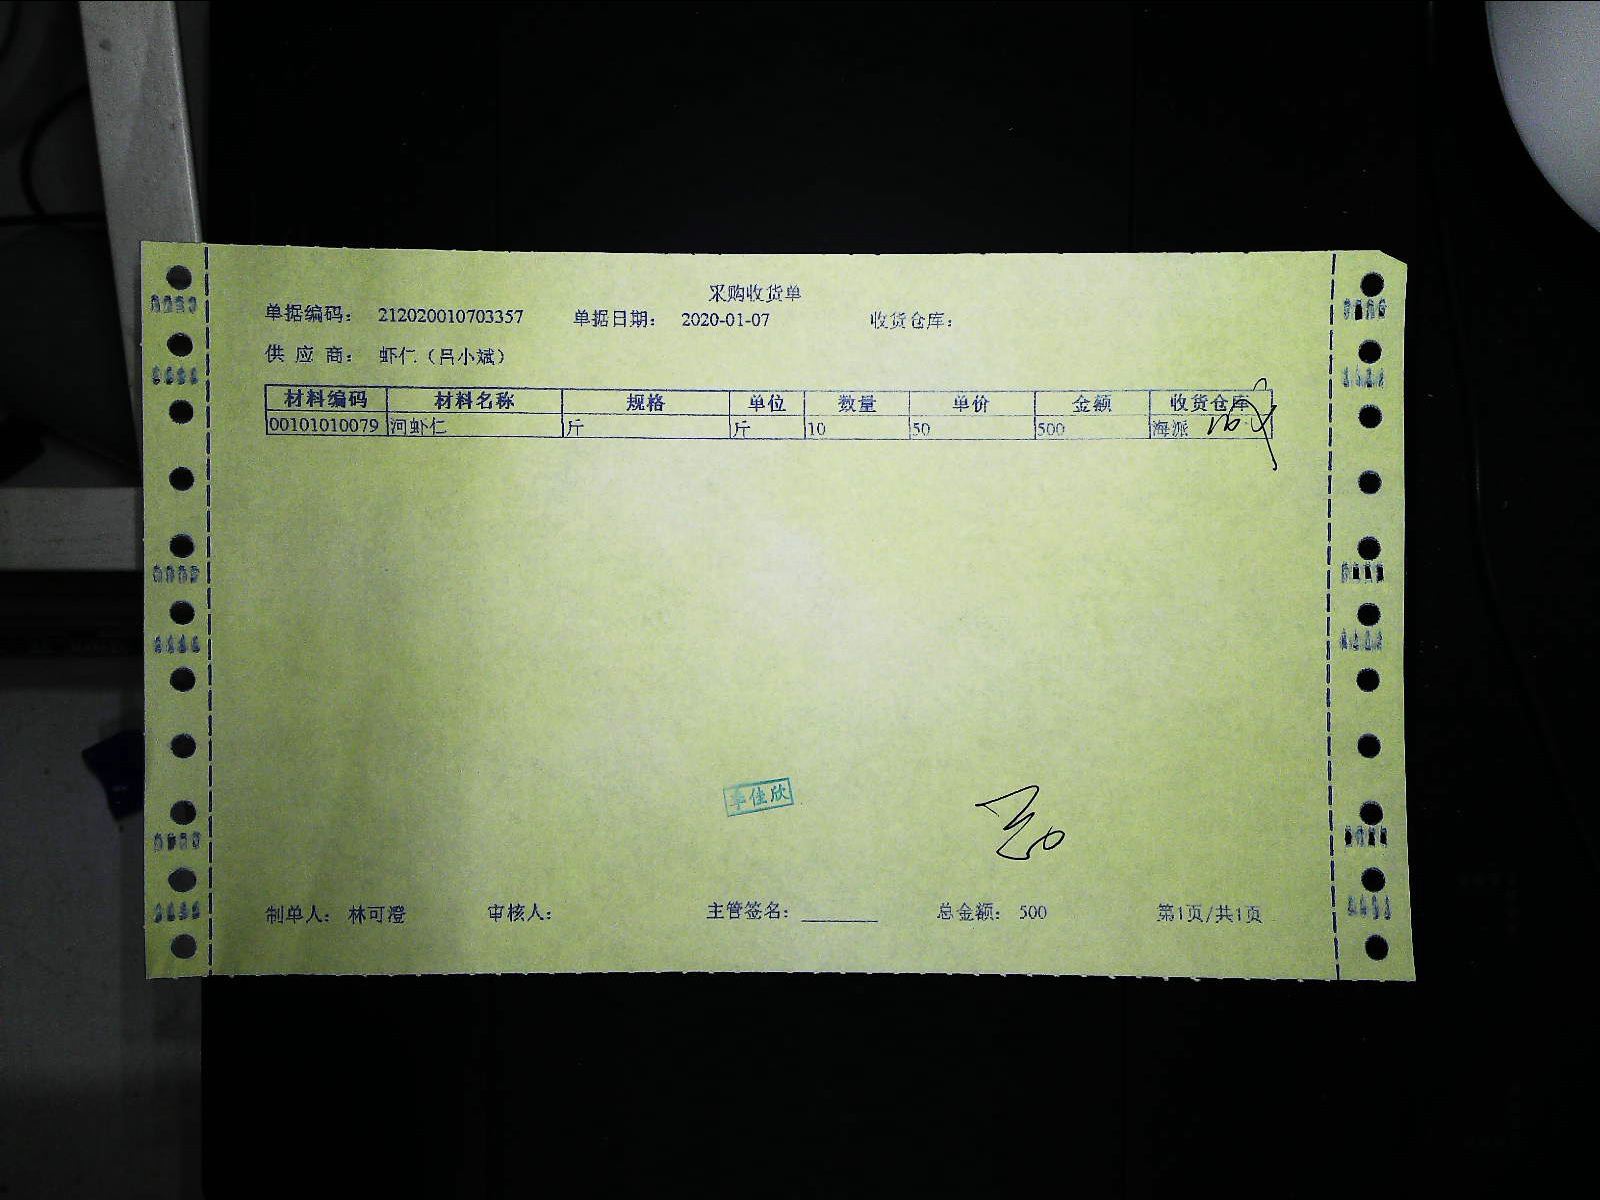 采购收货单
单据编码： 212020010703357 单据日期： 2020-01-07 收货仓库：
供 应 商： 虾仁（吕小斌）
材料编码 材料名称 规格 单位 数量 单价 金额 收货仓库
00101010079 河虾仁 斤 斤 10 50 500 海派
佳欣
制单人： 林可澄 审核人： 主管签名： 总金额： 500 第1页/共1页